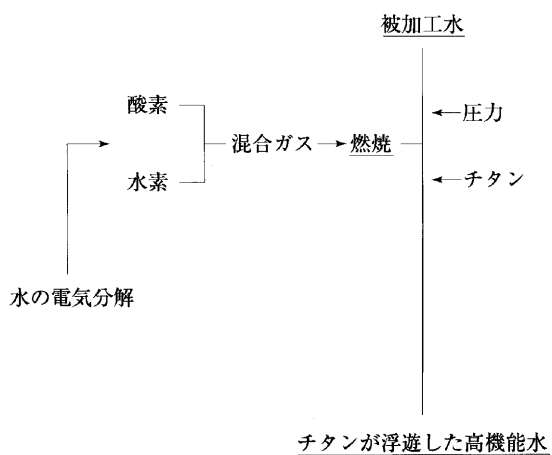 被加工水
酸素
圧力
混合ガス
燃焼
水素
チタン
水の電気分解
チタンが浮遊した高機能水